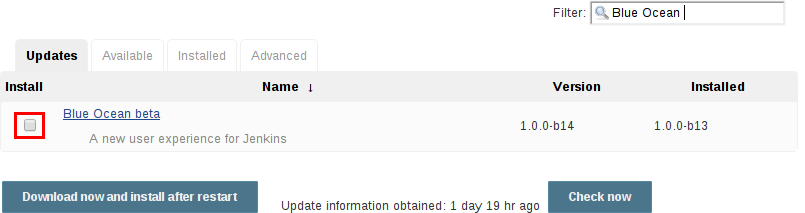 Filter: Blue Ocean
Updates Available Installed Advanced
Install Name ↓ Version Installed
Blue Ocean beta 1.0.0-b14 1.0.0-b13
A new user experience for Jenkins
Download now and install after restart Update information obtained: 1 day 19 hr ago Check now